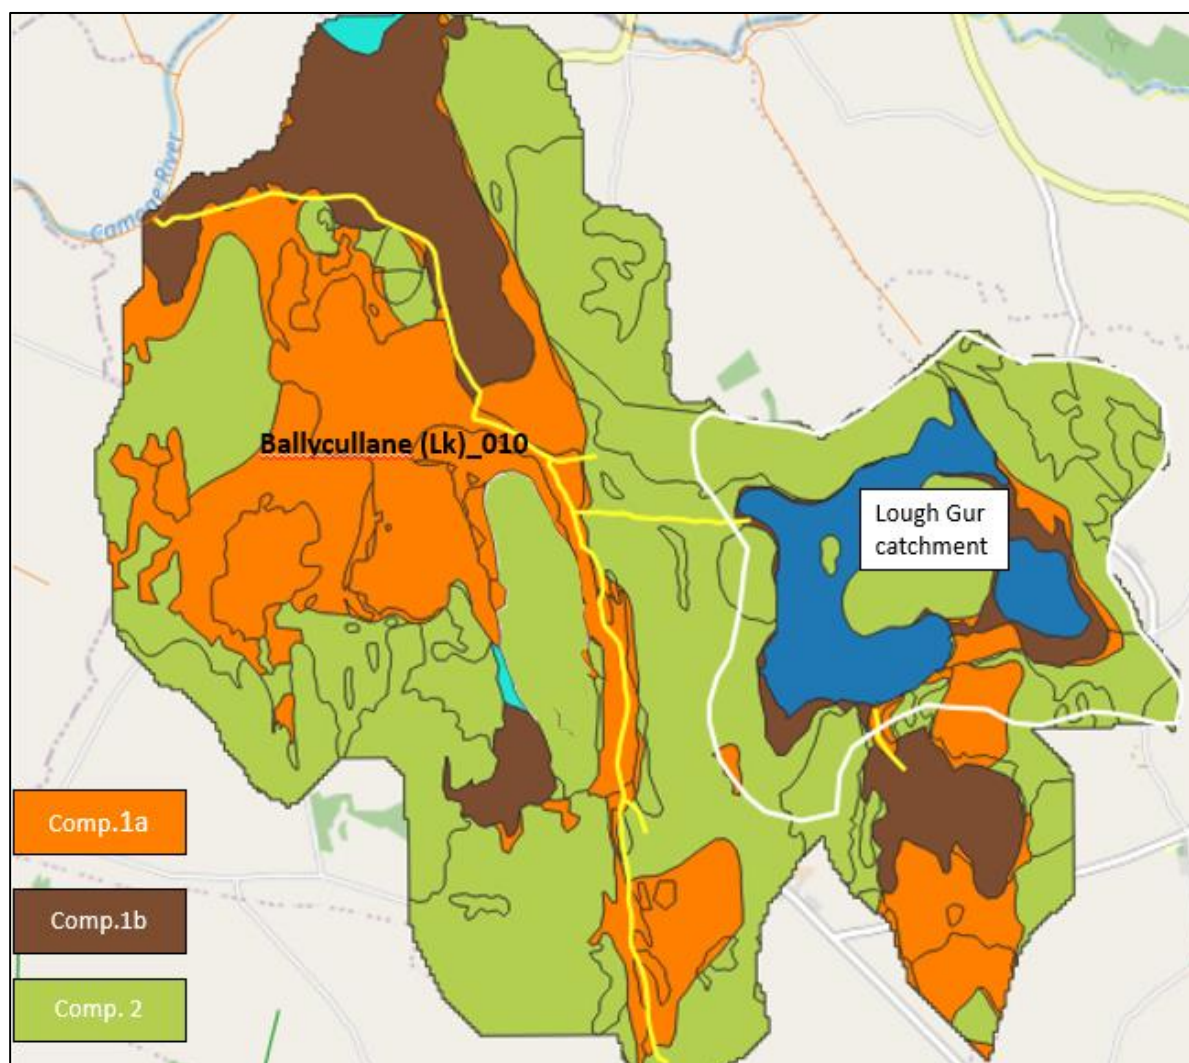 Camoge River
Ballycullane (Lk)_010
Lough Gur
catchment
Comp.1a
Comp.1b
Comp. 2